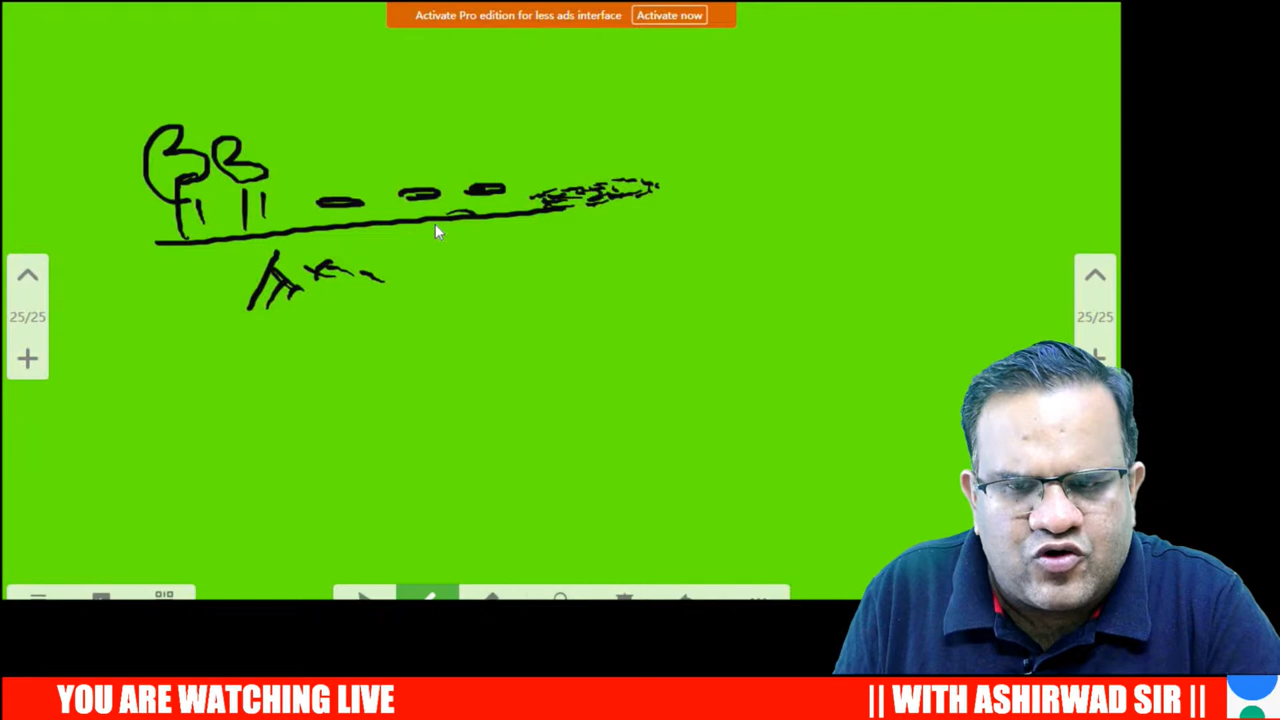 Activate Pro edition for less ads interface Activate now
25/25
25/25
YOU ARE WATCHING LIVE
|| WITH ASHIRWAD SIR ||